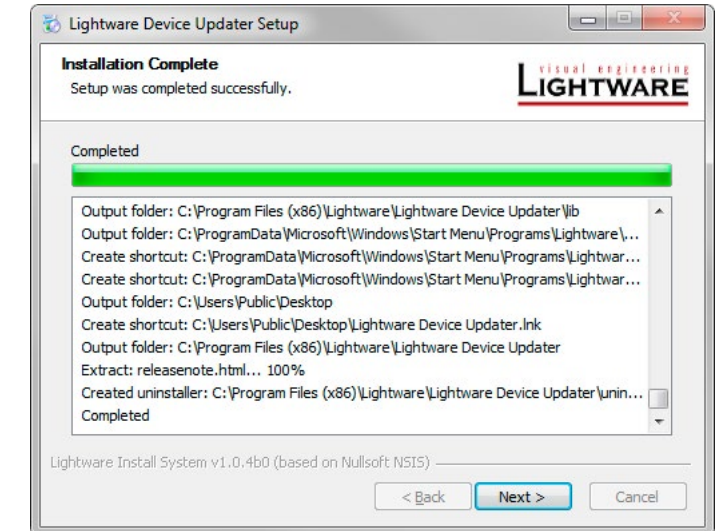 Lightware Device Updater Setup
Installation Complete
Setup was completed successfully.
visual engineering
LIGHTWARE
Completed
Output folder: C:\Program Files (x86)\Lightware\Lightware Device Updater\lib
Output folder: C:\ProgramData\Microsoft\Windows\Start Menu\Programs\Lightware\...
Create shortcut: C:\ProgramData\Microsoft\Windows\Start Menu\Programs\Lightwar...
Create shortcut: C:\ProgramData\Microsoft\Windows\Start Menu\Programs\Lightwar...
Output folder: C:\Users\Public\Desktop
Create shortcut: C:\Users\Public\Desktop\Lightware Device Updater.lnk
Output folder: C:\Program Files (x86)\Lightware\Lightware Device Updater
Extract: releasenote.html... 100%
Created uninstaller: C:\Program Files (x86)\Lightware\Lightware Device Updater\unin...
Completed
Lightware Install System v1.0.4b0 (based on Nullsoft NSIS)
< Back
Next >
Cancel